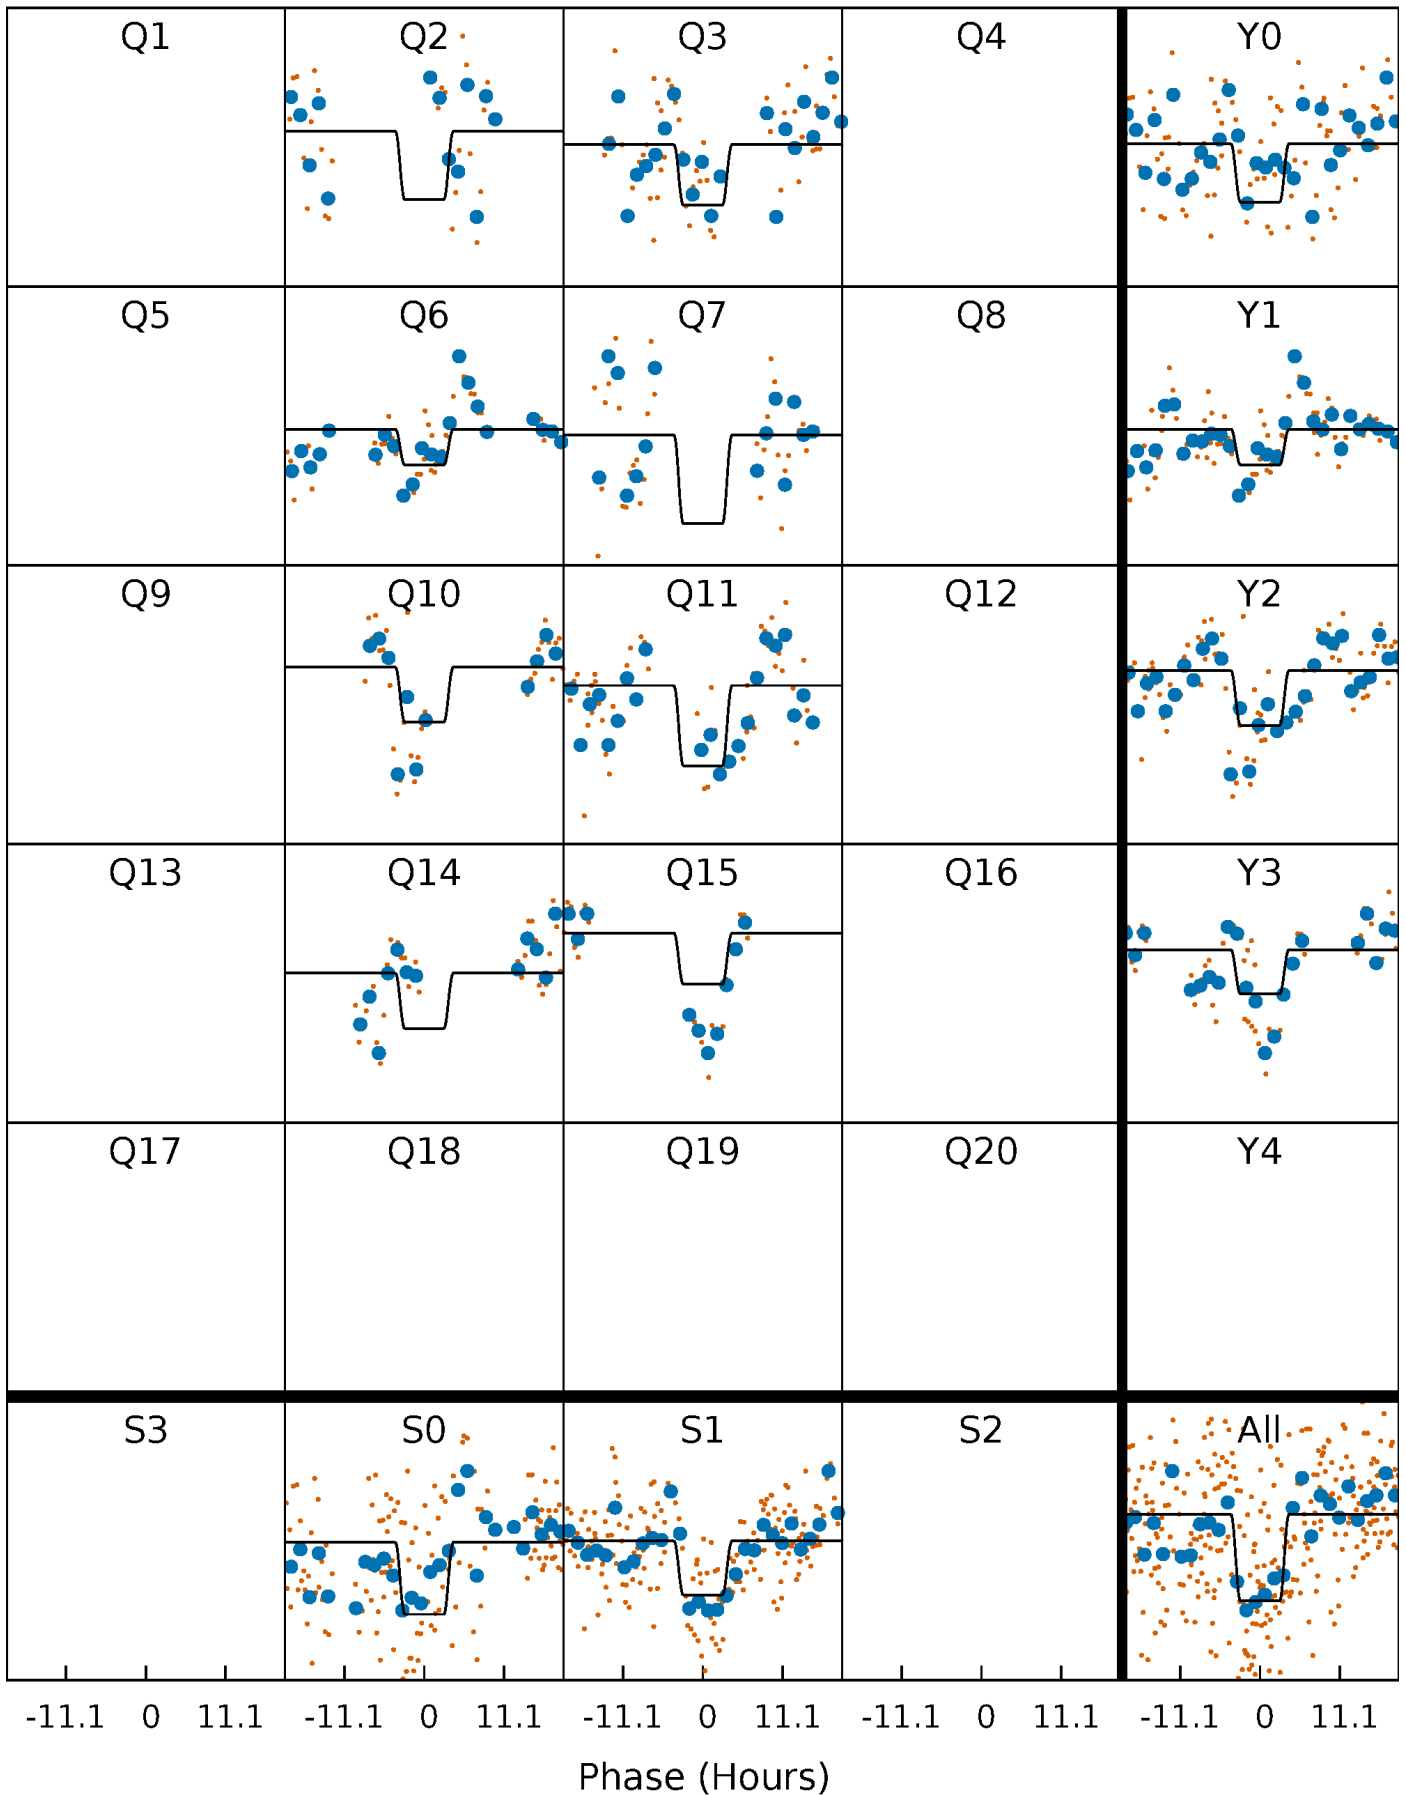 Q1 Q2 Q3 Q4 Y0
Q5 Q6 Q7 Q8 Y1
Q9 Q10 Q11 Q12 Y2
Q13 Q14 Q15 Q16 Y3
Q17 Q18 Q19 Q20 Y4
S3 S0 S1 S2 All
-11.1 0 11.1 -11.1 0 11.1 -11.1 0 11.1 -11.1 0 11.1 -11.1 0 11.1
Phase (Hours)